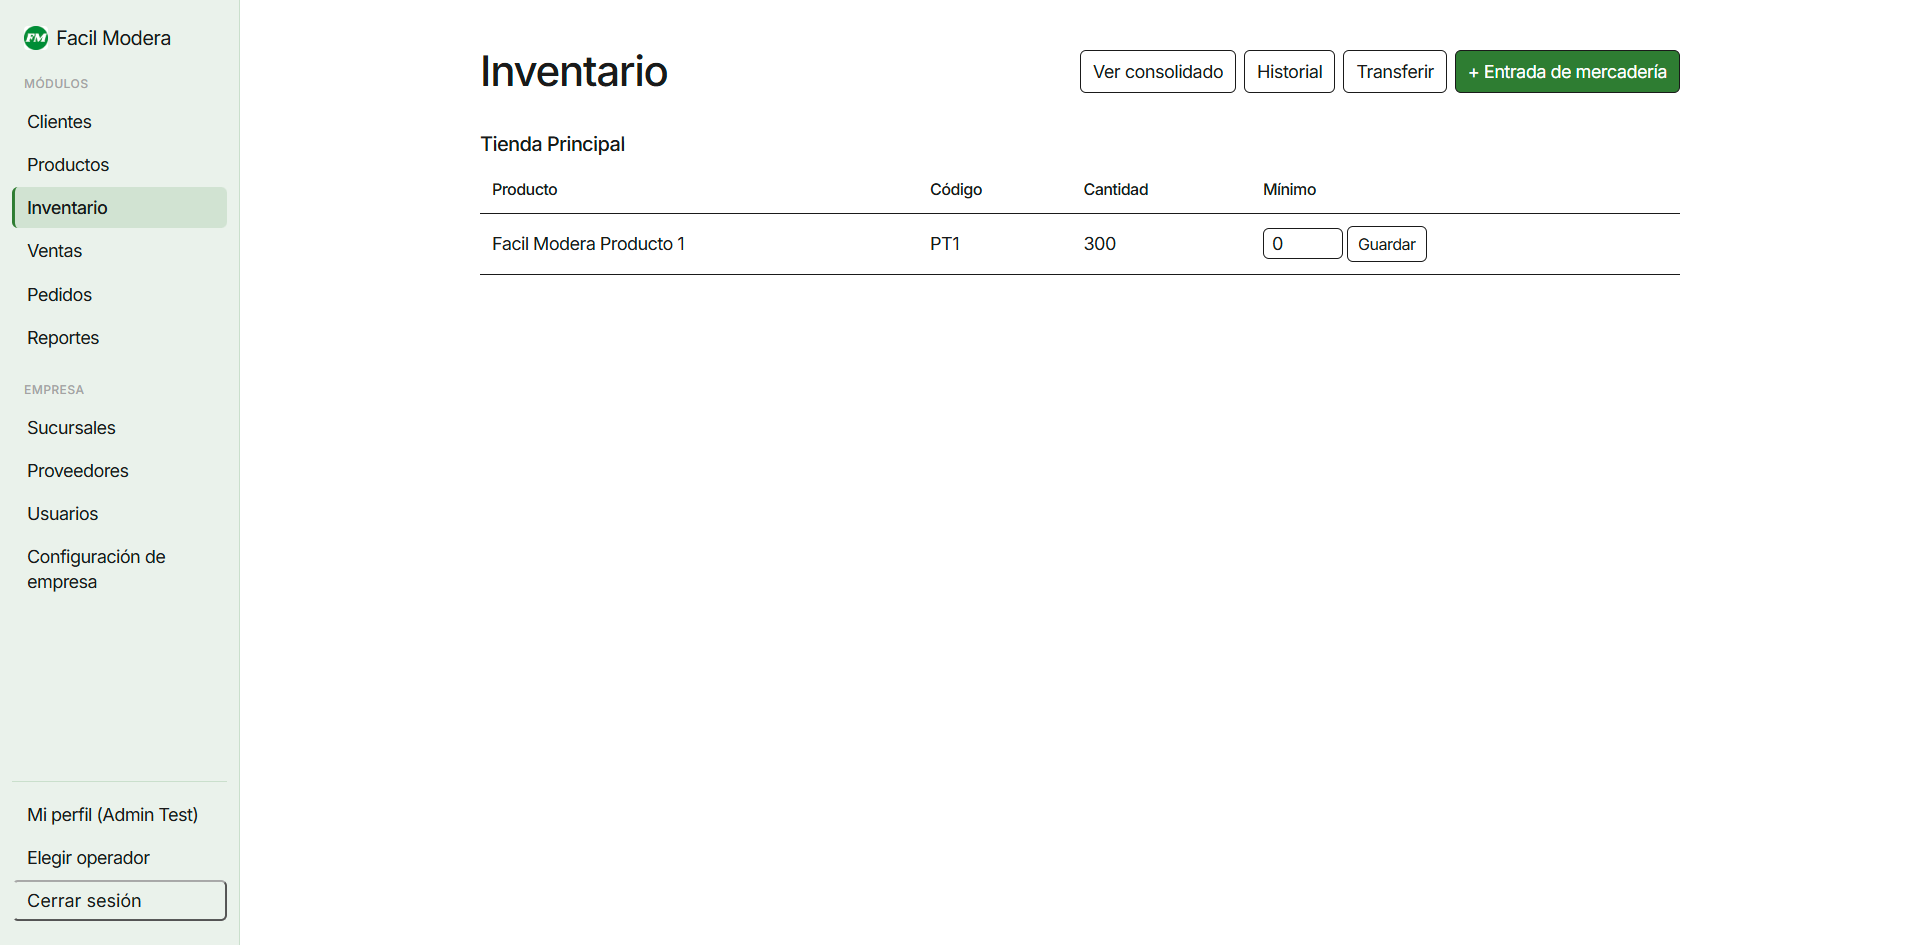 FM Facil Modera
MÓDULOS
Clientes
Productos
Inventario
Ventas
Pedidos
Reportes
EMPRESA
Sucursales
Proveedores
Usuarios
Configuración de
empresa
Mi perfil (Admin Test)
Elegir operador
Cerrar sesión
Inventario
Ver consolidado
Historial
Transferir
+ Entrada de mercadería
Tienda Principal
Producto Código Cantidad Mínimo
Facil Modera Producto 1 PT1 300 0 Guardar